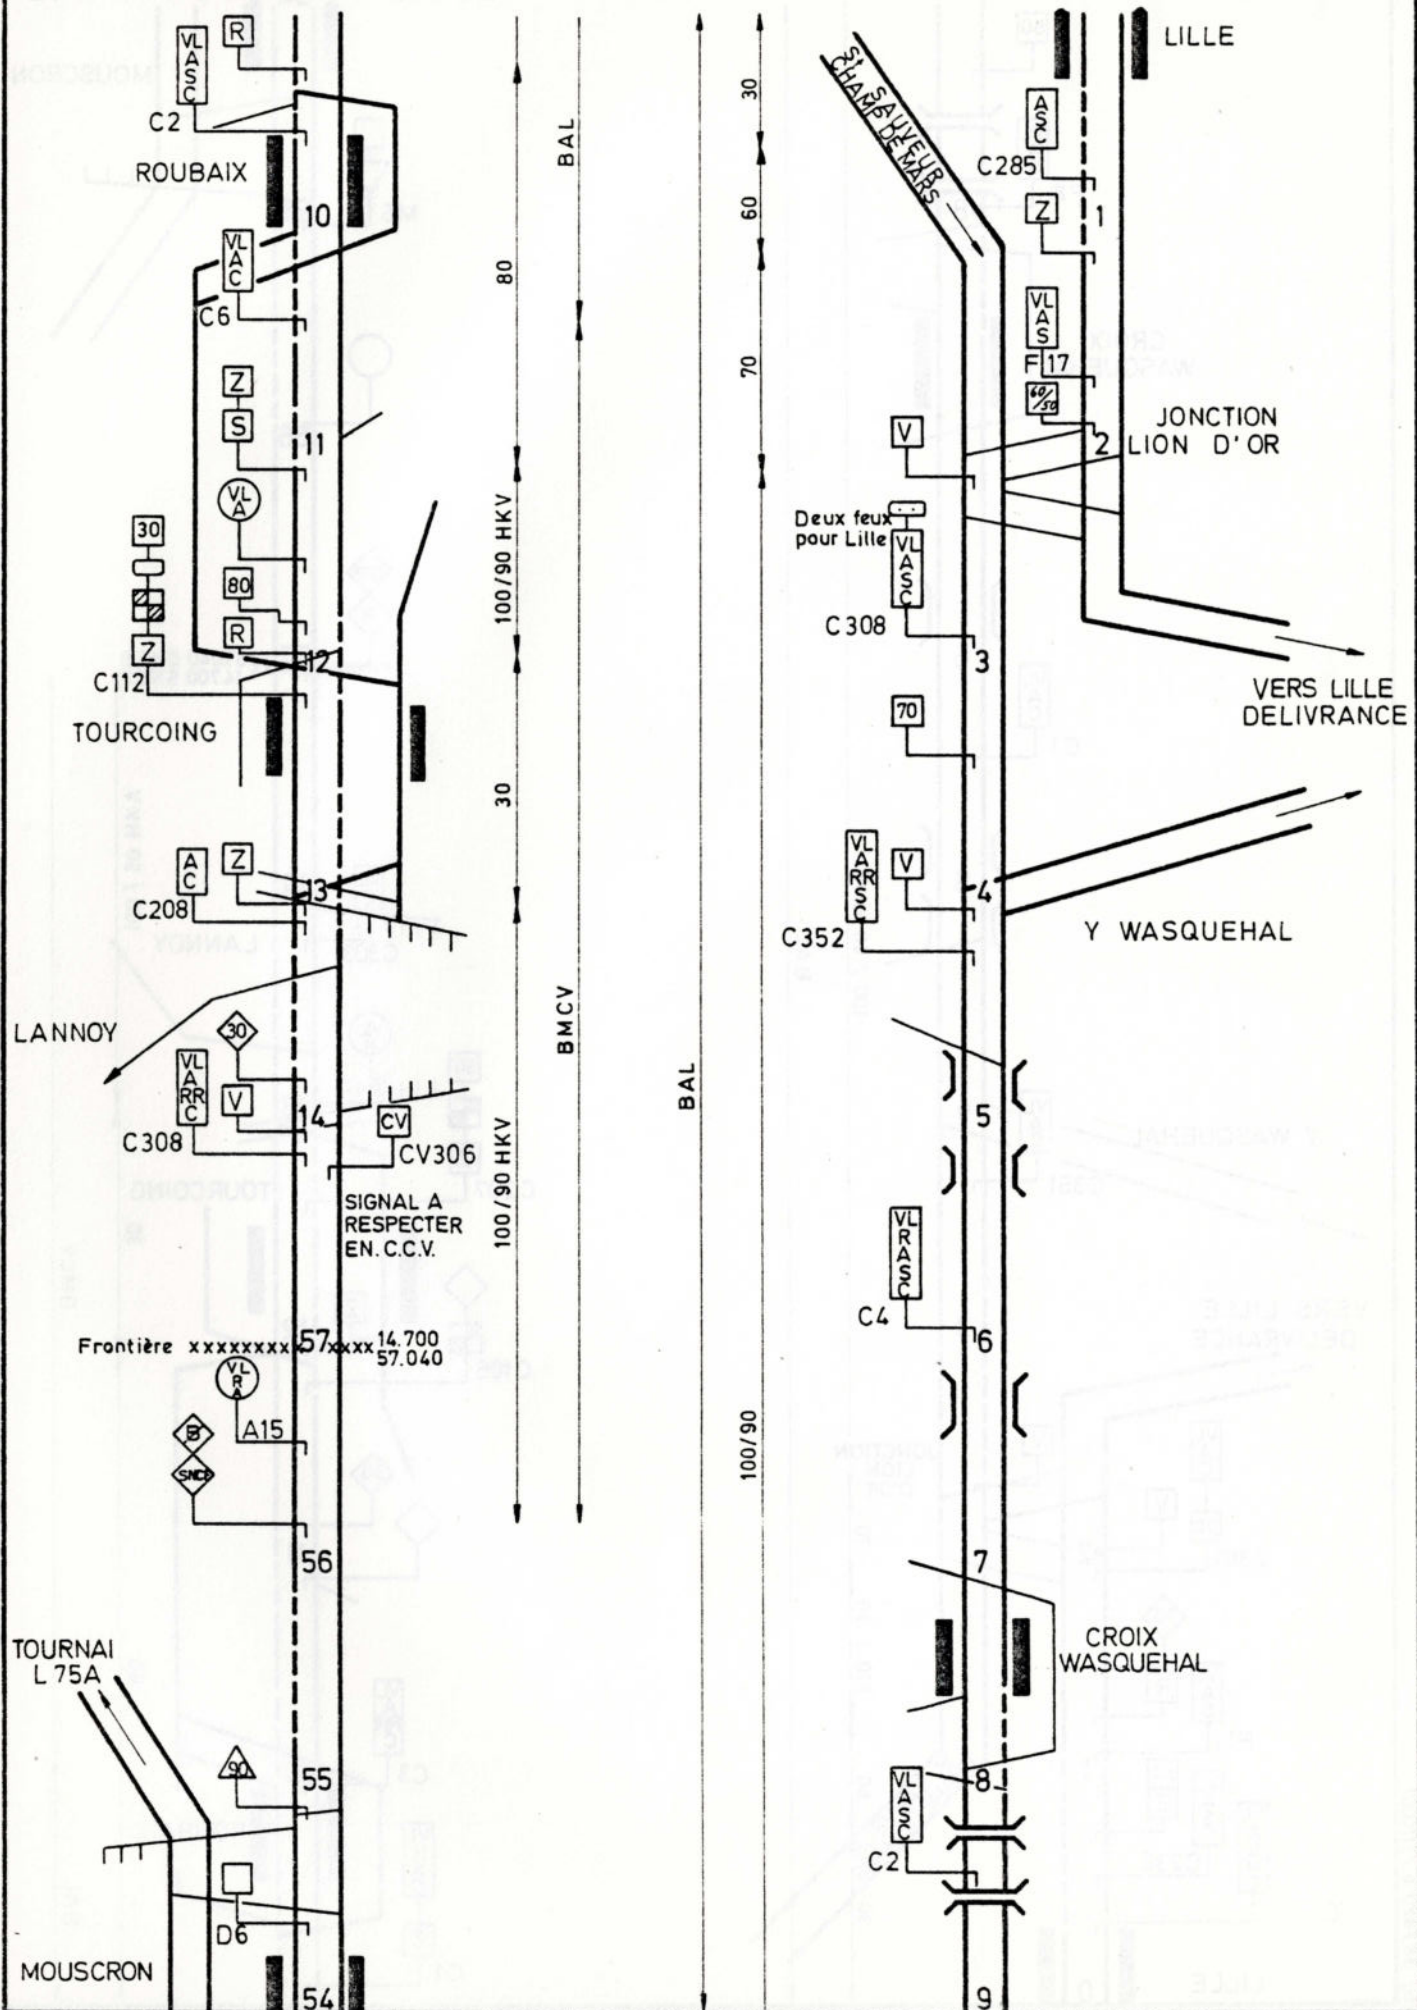 R
VL
A
S
C
C2
ROUBAIX
10
VL
A
C
C6
Z
S
11
VL
A
30
80
R
Z
12
C112
TOURCOING
A
C
Z
13
C208
LANNOY
30
VL
A
RR
C
V
14
C308
CV
CV306
SIGNAL A
RESPECTER
EN. C.C.V.
Frontière xxxxxxxxx57xxxx 14.700
57.040
VL
R
A
A15
B
SNCB
56
TOURNAI
L 75A
90
55
D6
MOUSCRON
54
80
100/90 HKV
30
100/90 HKV
BAL
BMCV
BAL
30
60
70
100/90
St SAUVEUR
CHAMP DE MARS
LILLE
A
S
C
C285
Z
1
VL
A
S
F 17
60/50
2
JONCTION
LION D'OR
V
Deux feux
pour Lille
VL
A
S
C
C308
3
VERS LILLE
DELIVRANCE
70
VL
A
RR
S
C
V
4
C352
Y WASQUEHAL
5
VL
R
A
S
C
C4
6
7
CROIX
WASQUEHAL
8
VL
A
S
C
C2
9